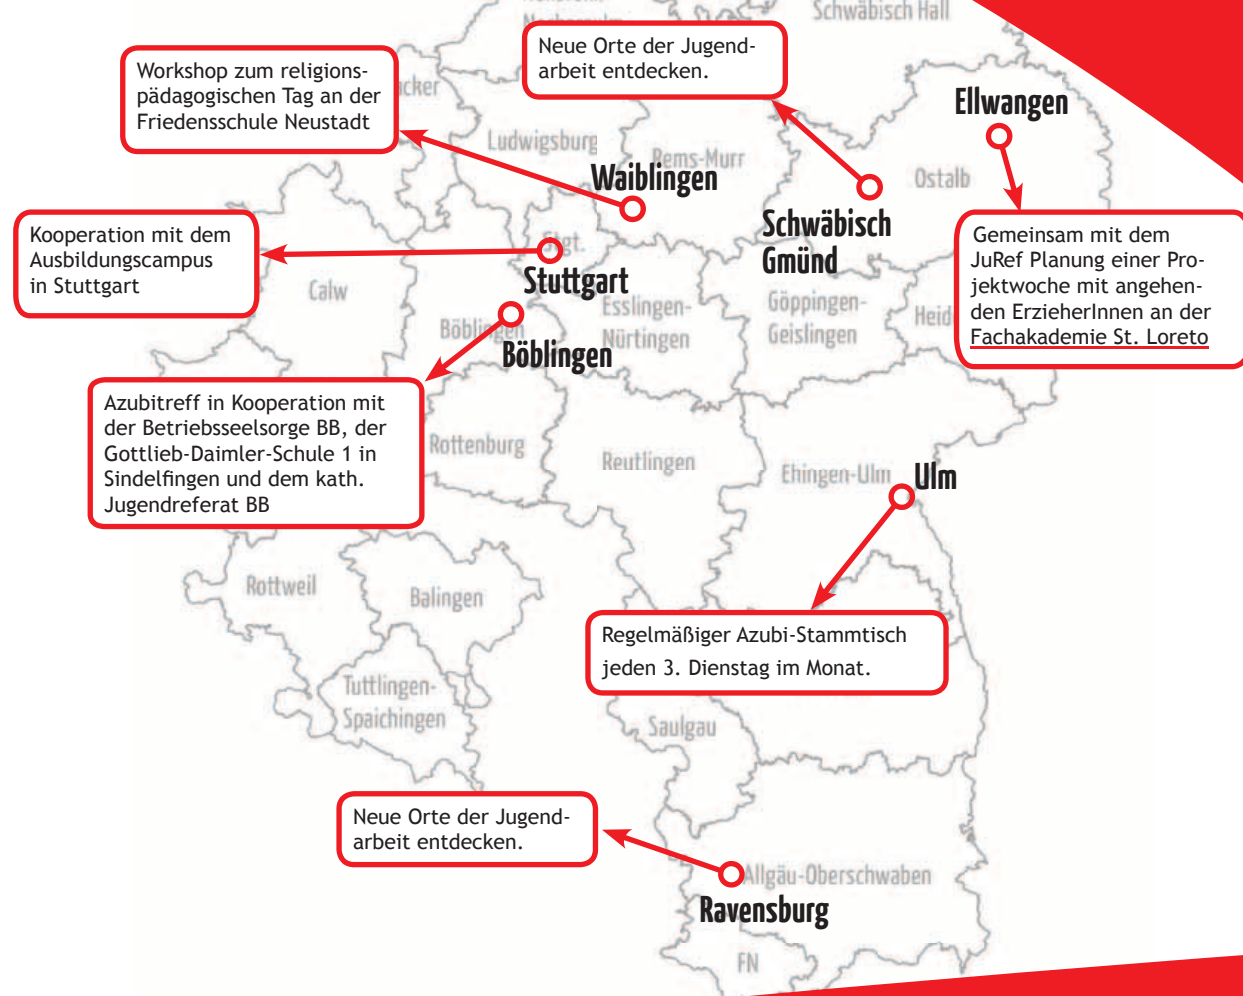 Schwäbisch Hall
Neue Orte der Jugend-
arbeit entdecken.
Workshop zum religions-
pädagogischen Tag an der
Friedensschule Neustadt
Ellwangen
Ludwigsburg
Rems-Murr
Waiblingen
Ostalb
Schwäbisch
Gmünd
Kooperation mit dem
Ausbildungscampus
in Stuttgart
Stgt.
Stuttgart
Gemeinsam mit dem
JuRef Planung einer Pro-
jektwoche mit angehen-
den ErzieherInnen an der
Fachakademie St. Loreto
Calw
Böblingen
Böblingen
Esslingen-
Nürtingen
Göppingen-
Geislingen
Heid
Azubitreff in Kooperation mit
der Betriebsseelsorge BB, der
Gottlieb-Daimler-Schule 1 in
Sindelfingen und dem kath.
Jugendreferat BB
Rottenburg
Reutlingen
Ehingen-Ulm
Ulm
Rottweil
Balingen
Regelmäßiger Azubi-Stammtisch
jeden 3. Dienstag im Monat.
Tuttlingen-
Spaichingen
Saulgau
Neue Orte der Jugend-
arbeit entdecken.
Allgäu-Oberschwaben
Ravensburg
FN